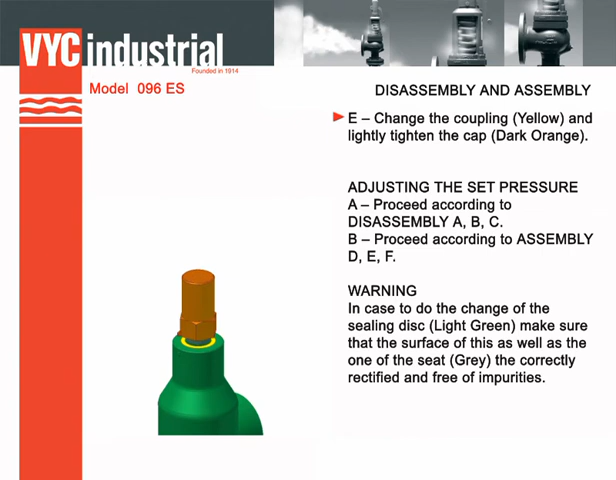 VYC industrial
Founded in 1914
Model 096 ES
DISASSEMBLY AND ASSEMBLY
E – Change the coupling (Yellow) and
lightly tighten the cap (Dark Orange).
ADJUSTING THE SET PRESSURE
A – Proceed according to
DISASSEMBLY A, B, C.
B – Proceed according to ASSEMBLY
D, E, F.
WARNING
In case to do the change of the
sealing disc (Light Green) make sure
that the surface of this as well as the
one of the seat (Grey) the correctly
rectified and free of impurities.